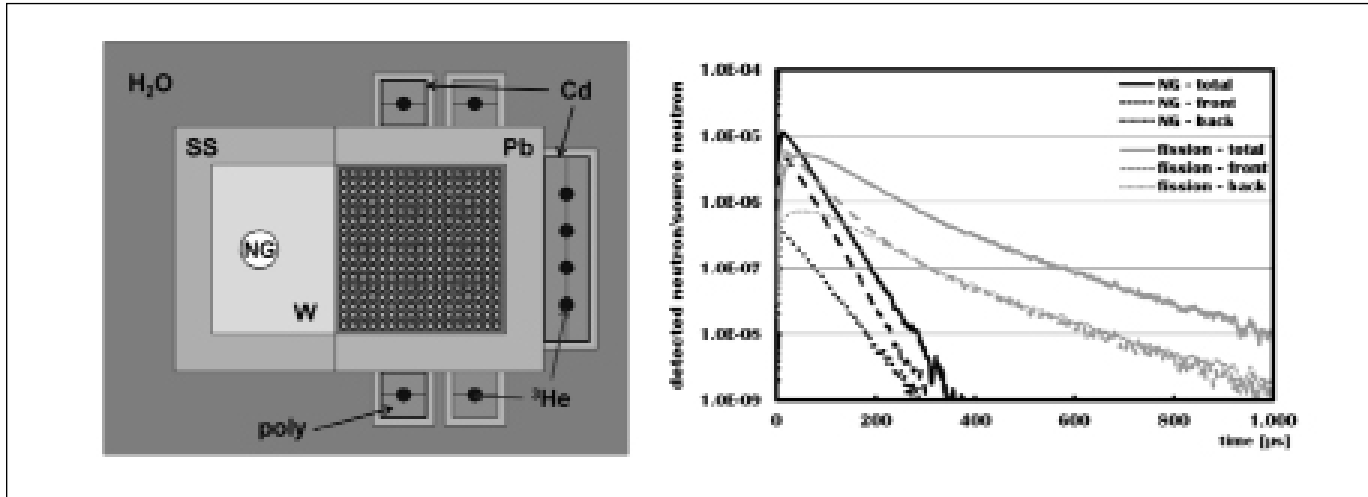 H₂O
Cd
SS
Pb
NG
W
³He
poly
detected neutron/source neutron
1.0E-04
1.0E-05
1.0E-06
1.0E-07
1.0E-08
1.0E-09
NG - total
NG - front
NG - back
fission - total
fission - front
fission - back
0
200
400
600
800
1.000
time [μs]